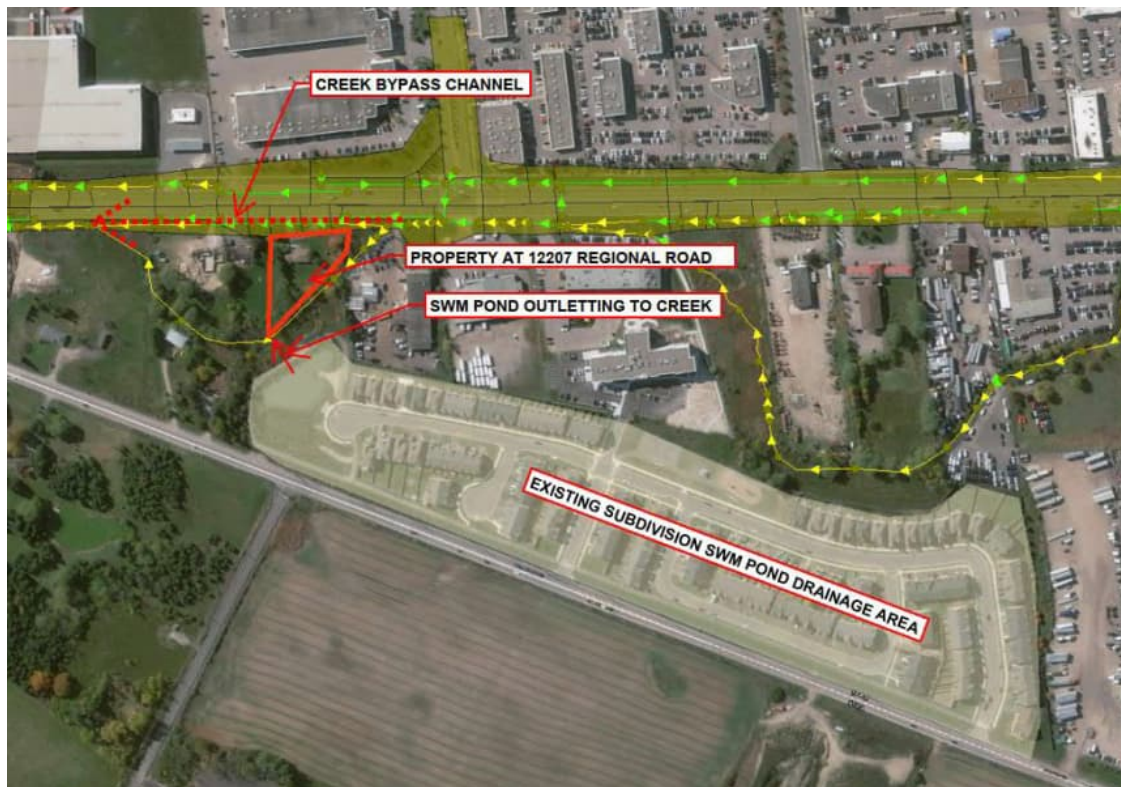 CREEK BYPASS CHANNEL
PROPERTY AT 12207 REGIONAL ROAD
SWM POND OUTLETTING TO CREEK
EXISTING SUBDIVISION SWM POND DRAINAGE AREA